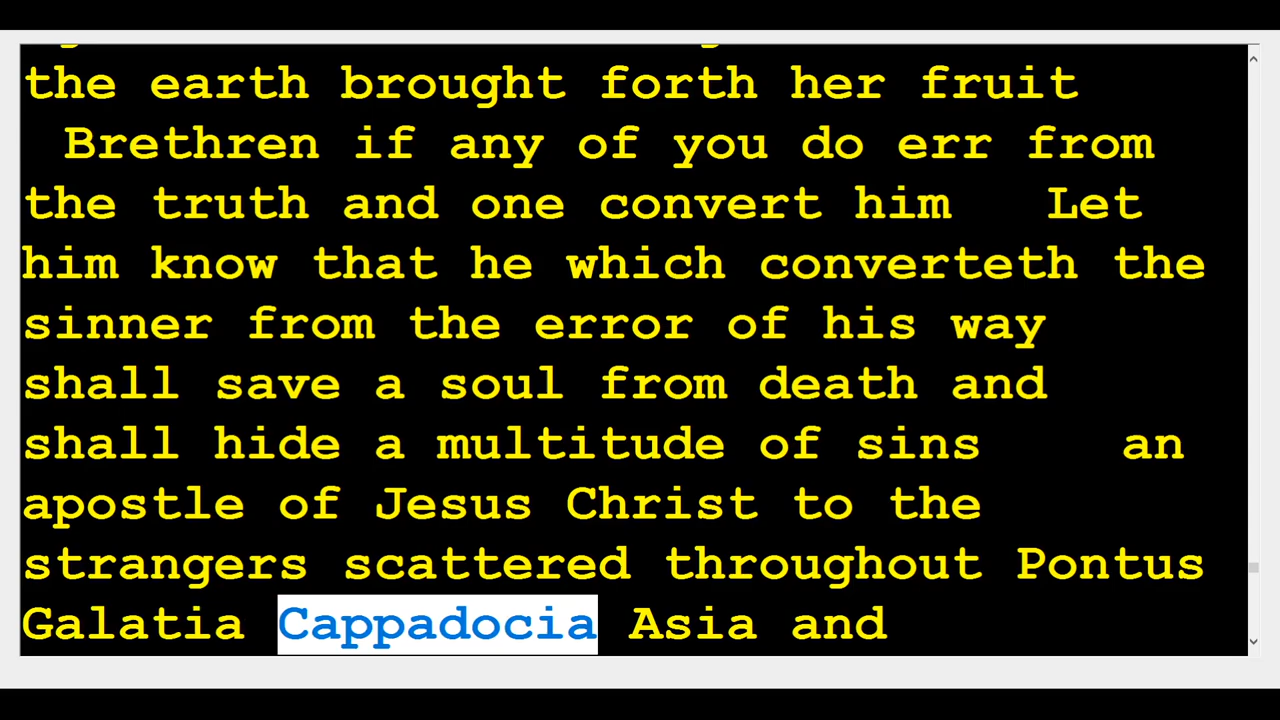 the earth brought forth her fruit
Brethren if any of you do err from
the truth and one convert him Let
him know that he which converteth the
sinner from the error of his way
shall save a soul from death and
shall hide a multitude of sins an
apostle of Jesus Christ to the
strangers scattered throughout Pontus
Galatia Cappadocia Asia and